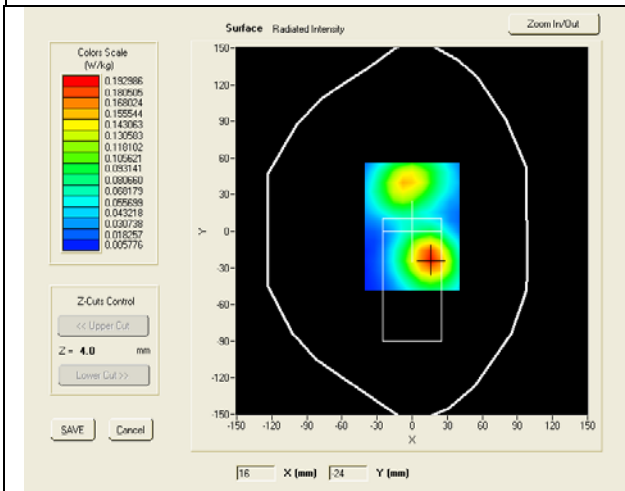 Surface Radiated Intensity
Zoom In/Out
Colors Scale
(W/kg)
0.192986
0.180505
0.168024
0.155544
0.143063
0.130583
0.118102
0.105621
0.093141
0.080660
0.068179
0.055699
0.043218
0.030738
0.018257
0.005776
Z-Cuts Control
<< Upper Cut
Z = 4.0 mm
Lower Cut >>
SAVE Cancel
150-
120-
90-
60-
30-
0-
-30-
-60-
-90-
-120-
-150-
Y
-150 -120 -90 -60 -30 0 30 60 90 120 150
X
16 X (mm) -24 Y (mm)